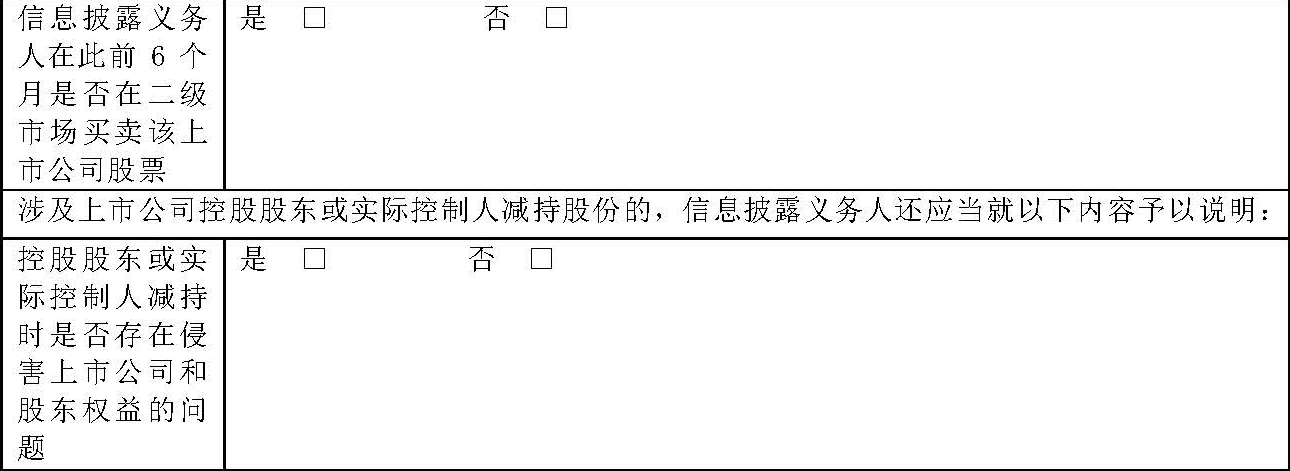 信息披露义务 是 □ 否 □
人在此前 6 个
月是否在二级
市场买卖该上
市公司股票
涉及上市公司控股股东或实际控制人减持股份的，信息披露义务人还应当就以下内容予以说明：
控股股东或实 是 □ 否 □
际控制人减持
时是否存在侵
害上市公司和
股东权益的问
题